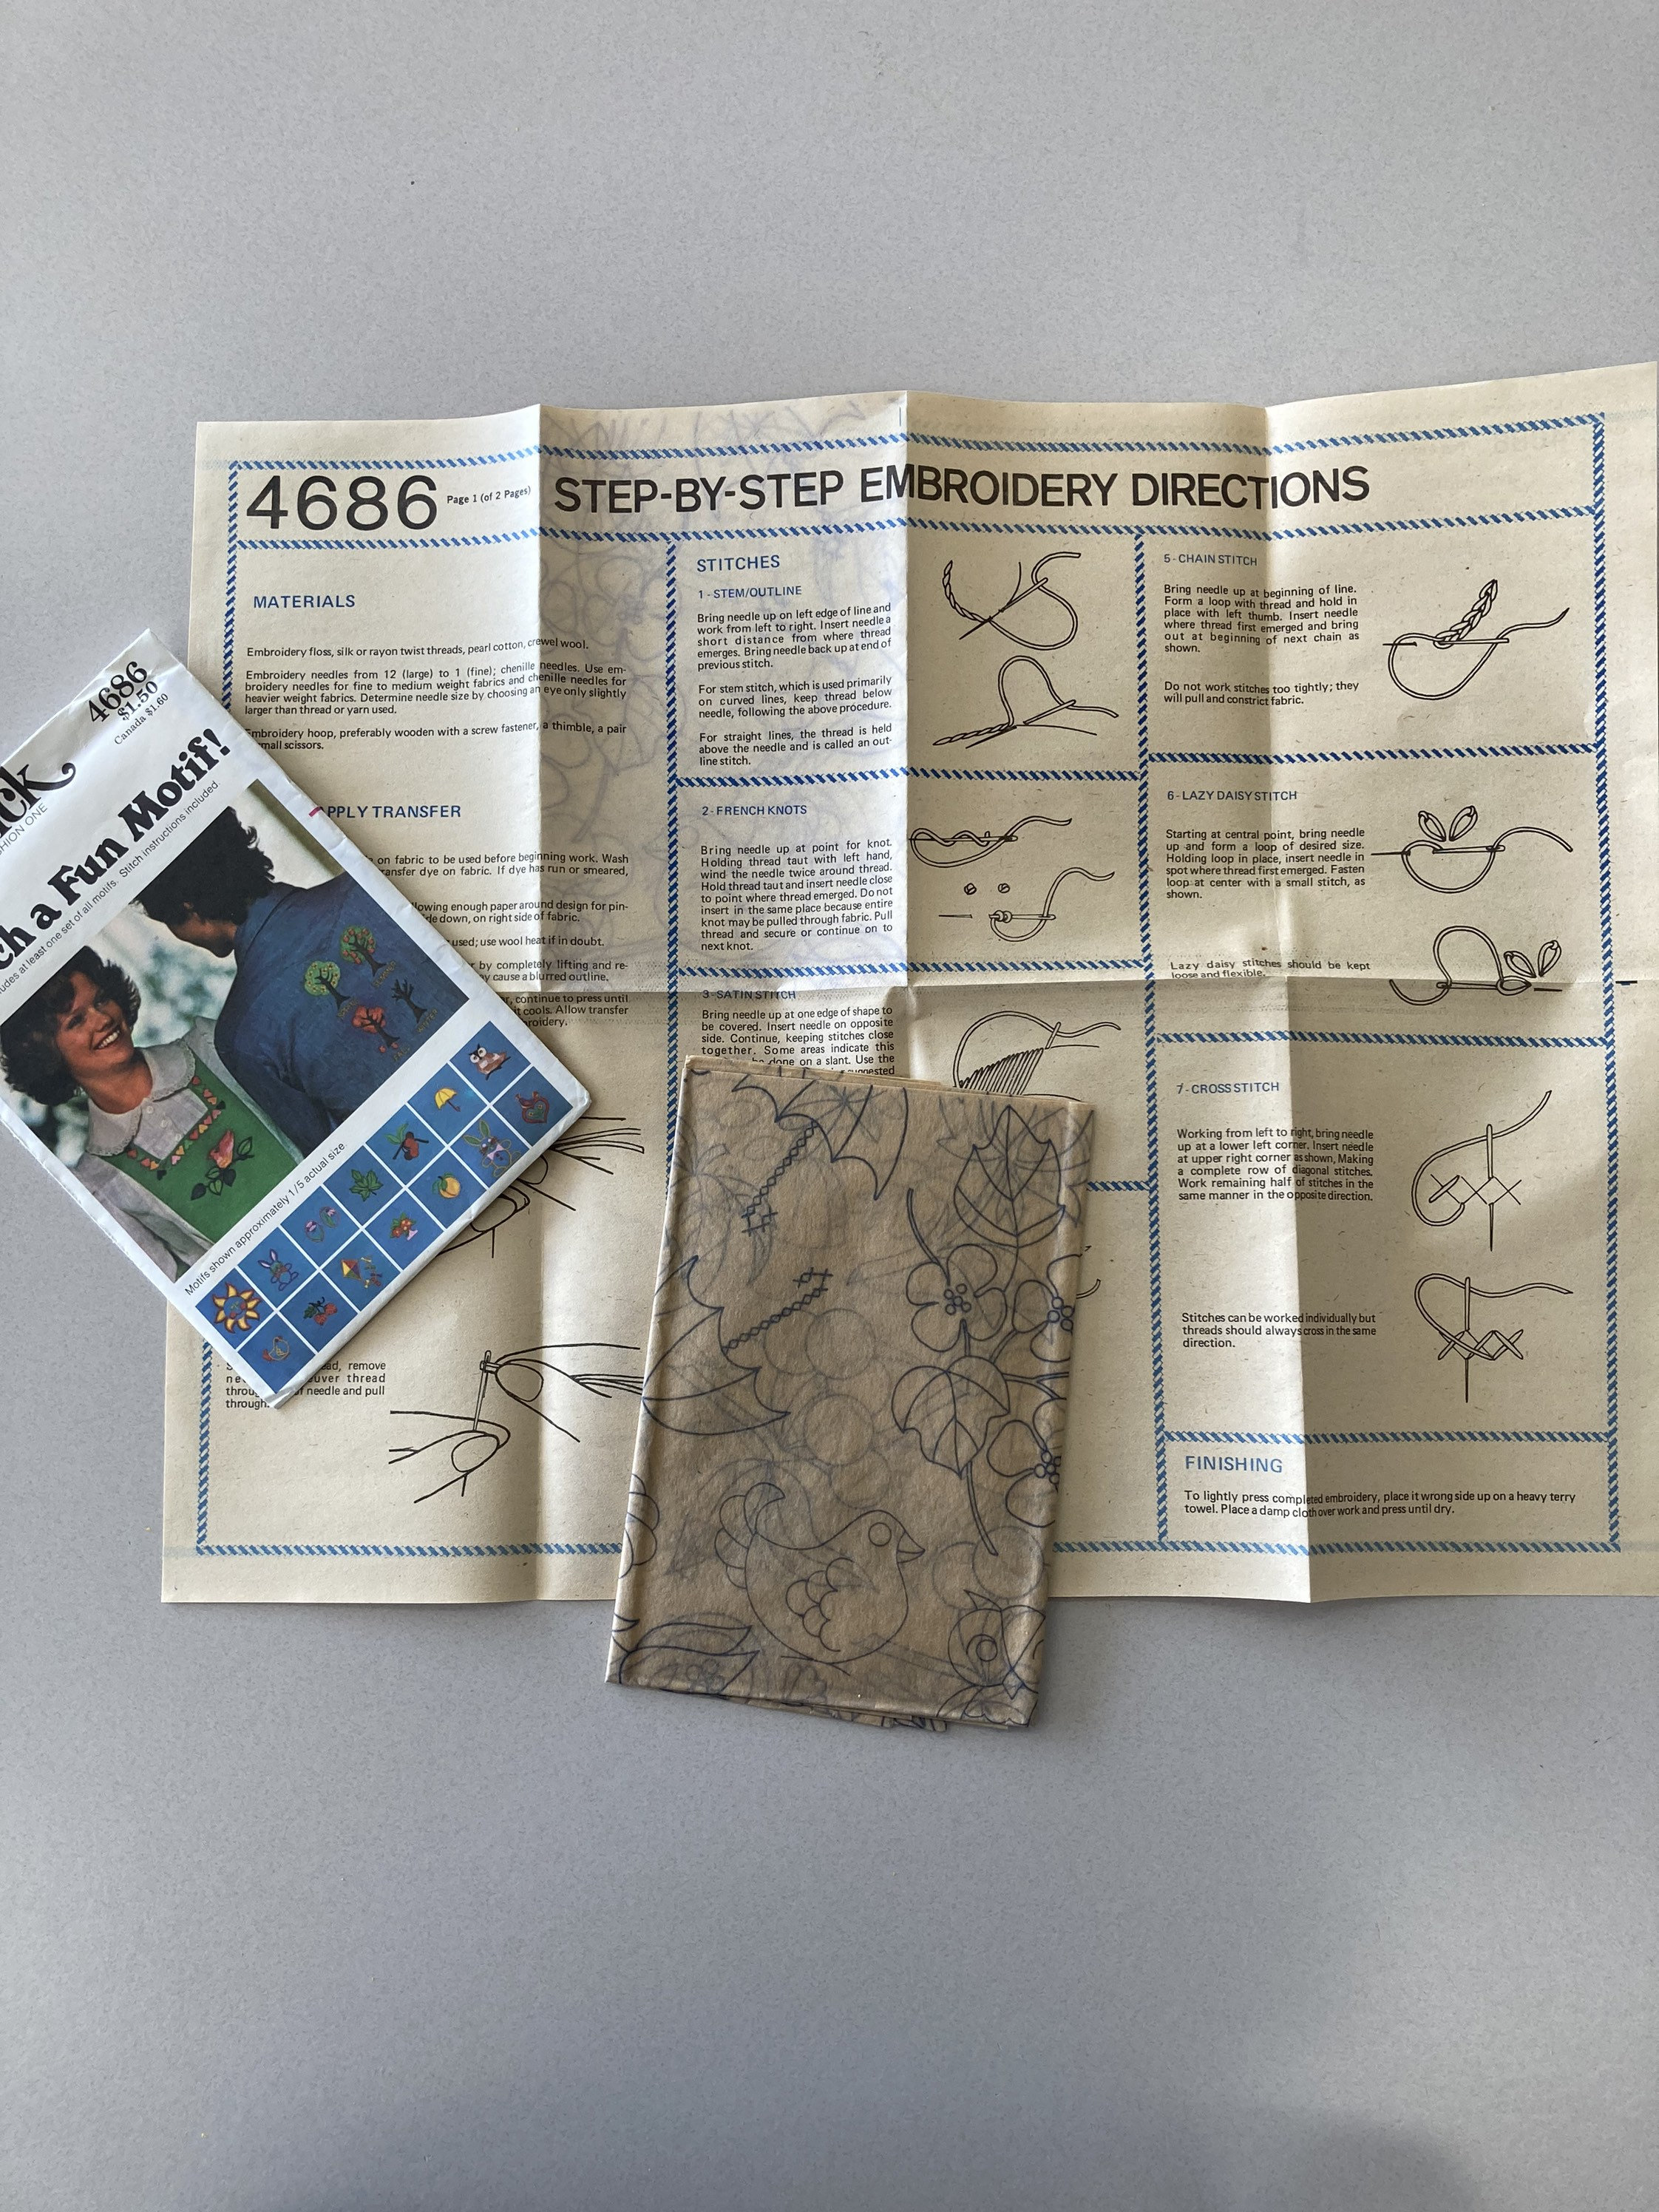 4686
$1.50
Canada $1.60
a Fun Motif!
at least one set of all motifs. Stitch instructions included
Motifs shown approximately 1/5 actual size
4686 Page 1 (of 2 Pages) STEP-BY-STEP EMBROIDERY DIRECTIONS
MATERIALS
Embroidery floss, silk or rayon twist threads, pearl cotton, crewel wool.
Embroidery needles from 12 (large) to 1 (fine); chenille needles. Use em-
broidery needles for fine to medium weight fabrics and chenille needles for
heavier weight fabrics. Determine needle size by choosing an eye only slightly
larger than thread or yarn used.
Embroidery hoop, preferably wooden with a screw fastener, a thimble, a pair
small scissors.
APPLY TRANSFER
on fabric to be used before beginning work. Wash
transfer dye on fabric. If dye has run or smeared,
enough paper around design for pin-
down, on right side of fabric.
used; use wool heat if in doubt.
by completely lifting and re-
cause a blurred outline.
continue to press until
it cools. Allow transfer
remove
thread
needle and pull
through.
STITCHES
1 - STEM/OUTLINE
Bring needle up on left edge of line and
work from left to right. Insert needle a
short distance from where thread
emerges. Bring needle back up at end of
previous stitch.
For stem stitch, which is used primarily
on curved lines, keep thread below
needle, following the above procedure.
For straight lines, the thread is held
above the needle and is called an out-
line stitch.
2 - FRENCH KNOTS
Bring needle up at point for knot.
Holding thread taut with left hand,
wind the needle twice around thread.
Hold thread taut and insert needle close
to point where thread emerged. Do not
insert in the same place because entire
knot may be pulled through fabric. Pull
thread and secure or continue on to
next knot.
3 - SATIN STITCH
Bring needle up at one edge of shape to
be covered. Insert needle on opposite
side. Continue, keeping stitches close
together. Some areas indicate this
done on a slant. Use the
5 - CHAIN STITCH
Bring needle up at beginning of line.
Form a loop with thread and hold in
place with left thumb. Insert needle
where thread first emerged and bring
out at beginning of next chain as
shown.
Do not work stitches too tightly; they
will pull and constrict fabric.
6 - LAZY DAISY STITCH
Starting at central point, bring needle
up and form a loop of desired size.
Holding loop in place, insert needle in
spot where thread first emerged. Fasten
loop at center with a small stitch, as
shown.
Lazy daisy stitches should be kept
loose and flexible.
7 - CROSS STITCH
Working from left to right, bring needle
up at a lower left corner. Insert needle
at upper right corner as shown, Making
a complete row of diagonal stitches.
Work remaining half of stitches in the
same manner in the opposite direction.
Stitches can be worked individually but
threads should always cross in the same
direction.
FINISHING
To lightly press completed embroidery, place it wrong side up on a heavy terry
towel. Place a damp cloth over work and press until dry.